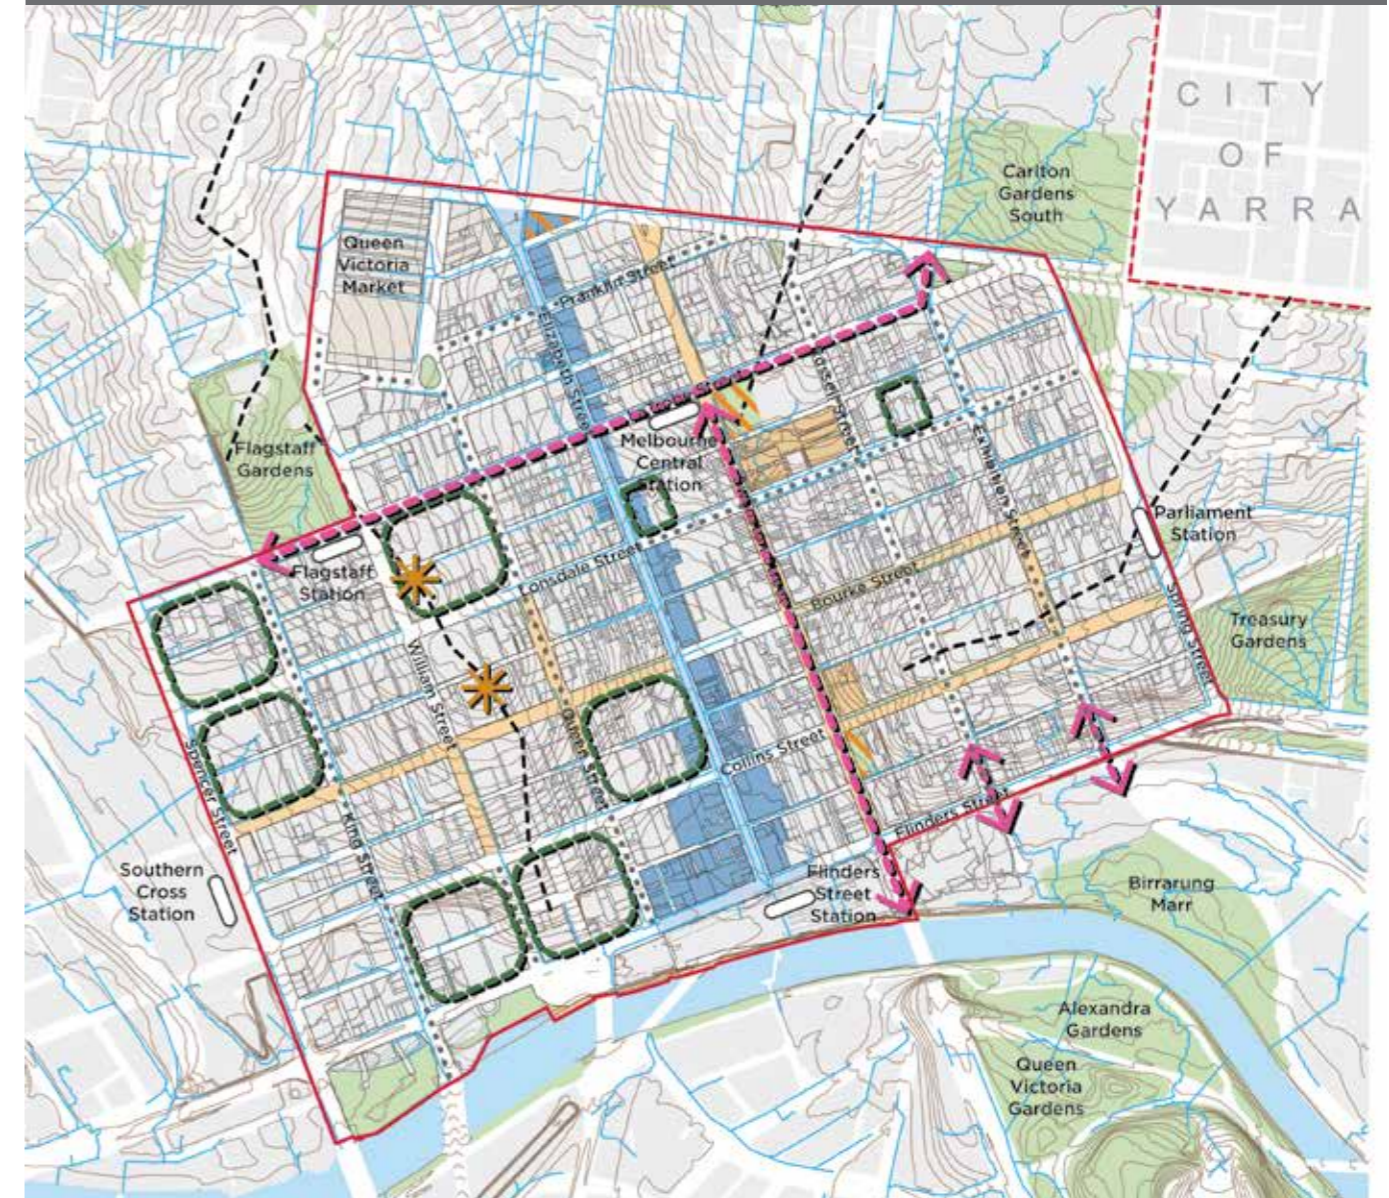 CITY
OF
YARRA
Carlton
Gardens
South
Queen
Victoria
Market
Franklin Street
Elizabeth Street
Russell Street
Flagstaff
Gardens
Melbourne
Central
Station
Exhibition Street
Parliament
Station
Flagstaff
Station
Lonsdale Street
Bourke Street
Spring Street
Treasury
Gardens
William Street
Queen Street
Collins Street
Spencer Street
King Street
Flinders Street
Southern
Cross
Station
Flinders
Street
Station
Birrarung
Marr
Alexandra
Gardens
Queen
Victoria
Gardens